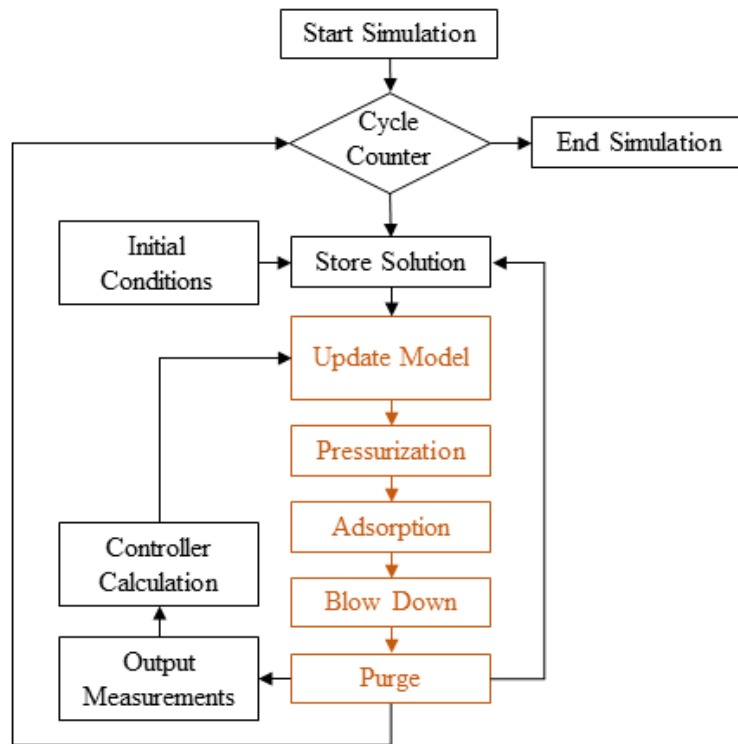 Start Simulation
Cycle
Counter
End Simulation
Initial
Conditions
Store Solution
Update Model
Pressurization
Adsorption
Controller
Calculation
Blow Down
Output
Measurements
Purge